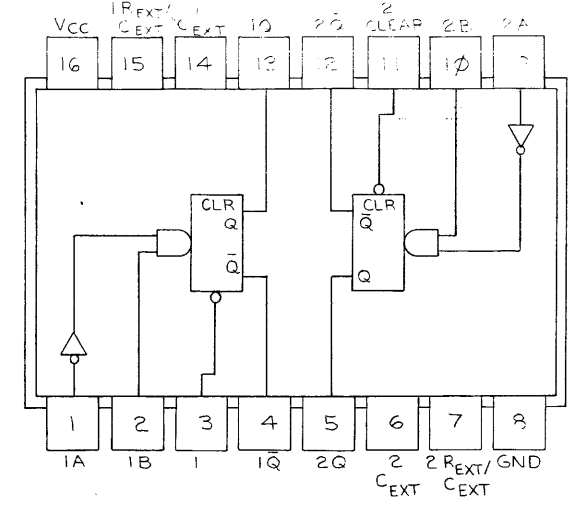 1REXT/ 1 2
VCC CEXT CEXT 1Q 2Q̄ CLEAR 2B 2A
16 15 14 13 12 11 1Ø 9
CLR CLR
Q Q̄
Q̄ Q
1 2 3 4 5 6 7 8
1A 1B 1 1Q̄ 2Q 2 2 REXT/ GND
CEXT CEXT